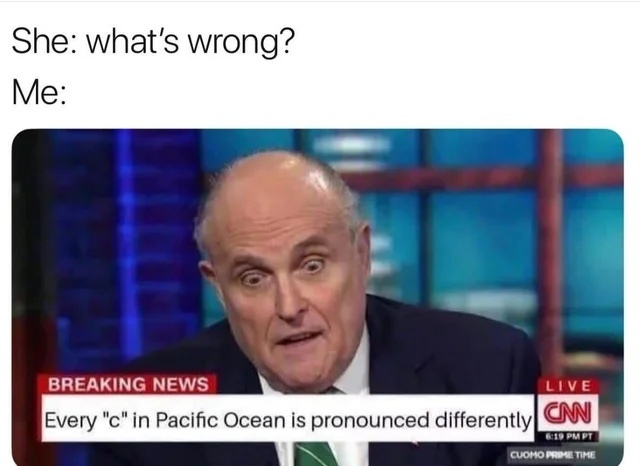 She: what's wrong?
Me:
BREAKING NEWS
LIVE
Every "c" in Pacific Ocean is pronounced differently
CNN
6:19 PM PT
CUOMO PRIME TIME